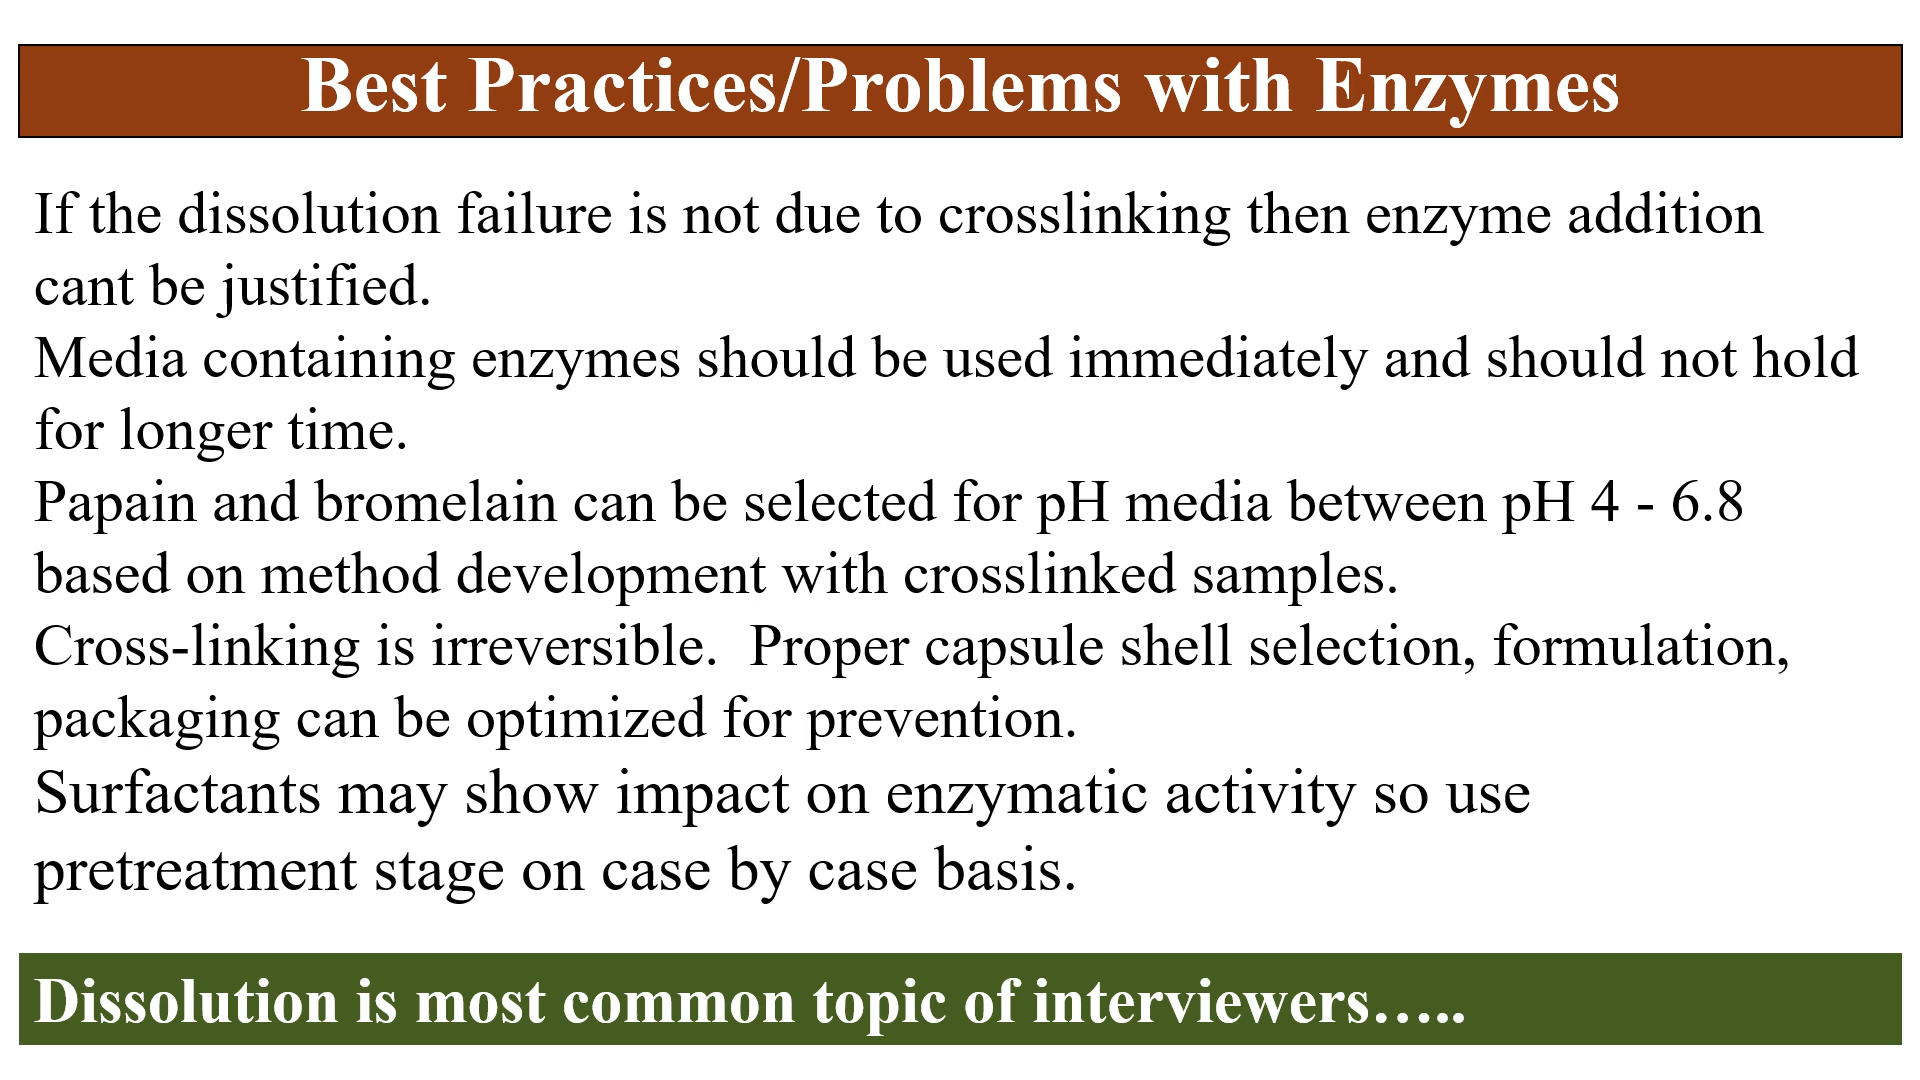 Best Practices/Problems with Enzymes
If the dissolution failure is not due to crosslinking then enzyme addition
cant be justified.
Media containing enzymes should be used immediately and should not hold
for longer time.
Papain and bromelain can be selected for pH media between pH 4 - 6.8
based on method development with crosslinked samples.
Cross-linking is irreversible.  Proper capsule shell selection, formulation,
packaging can be optimized for prevention.
Surfactants may show impact on enzymatic activity so use
pretreatment stage on case by case basis.
Dissolution is most common topic of interviewers…..